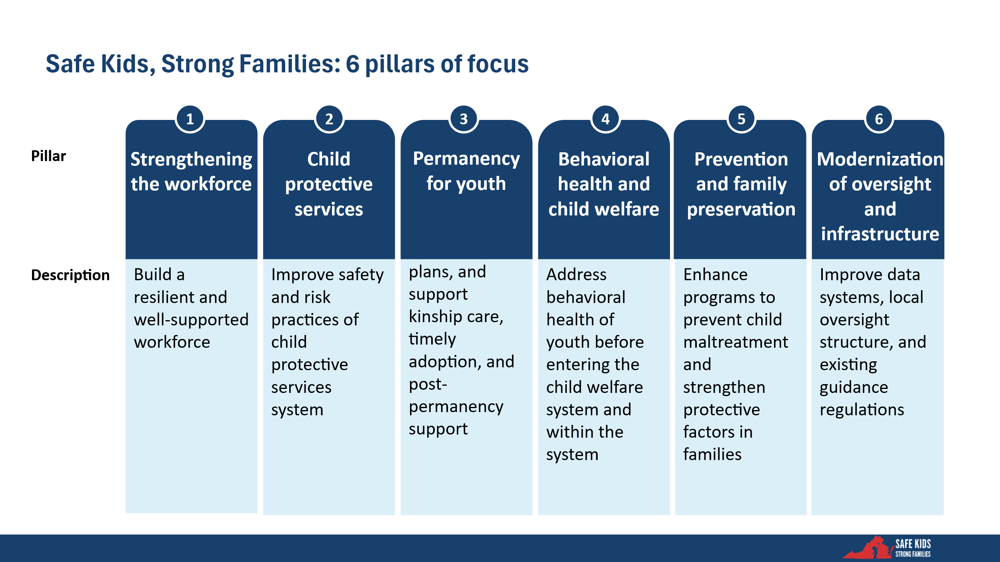 Safe Kids, Strong Families: 6 pillars of focus
Pillar
1
Strengthening
the workforce
2
Child
protective
services
3
Permanency
for youth
4
Behavioral
health and
child welfare
5
Prevention
and family
preservation
6
Modernization
of oversight
and
infrastructure
Description
Build a
resilient and
well-supported
workforce
Improve safety
and risk
practices of
child
protective
services
system
plans, and
support
kinship care,
timely
adoption, and
post-
permanency
support
Address
behavioral
health of
youth before
entering the
child welfare
system and
within the
system
Enhance
programs to
prevent child
maltreatment
and
strengthen
protective
factors in
families
Improve data
systems, local
oversight
structure, and
existing
guidance
regulations
SAFE KIDS
STRONG FAMILIES